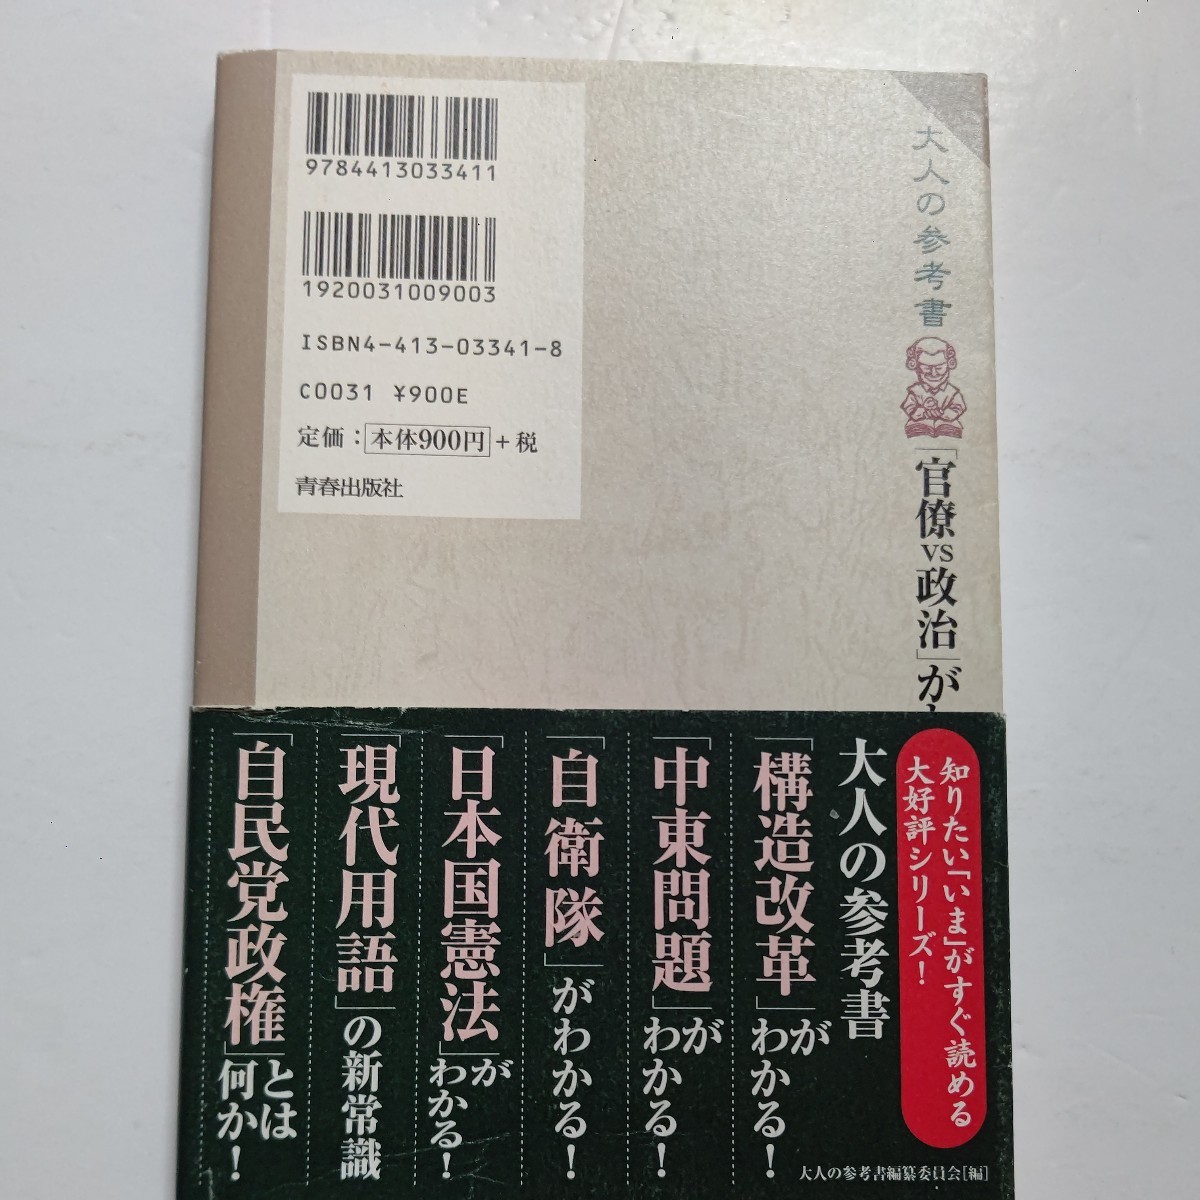 9784413033411
1920031009003
ISBN4-413-03341-8
C0031 ¥900E
定価：本体900円＋税
青春出版社
大人の参考書
「官僚vs政治」が
知りたい「いま」がすぐ読める
大好評シリーズ！
大人の参考書
「構造改革」がわかる！
「中東問題」がわかる！
「自衛隊」がわかる！
「日本国憲法」がわかる！
「現代用語」の新常識
「自民党政権」とは何か！
大人の参考書編纂委員会［編］